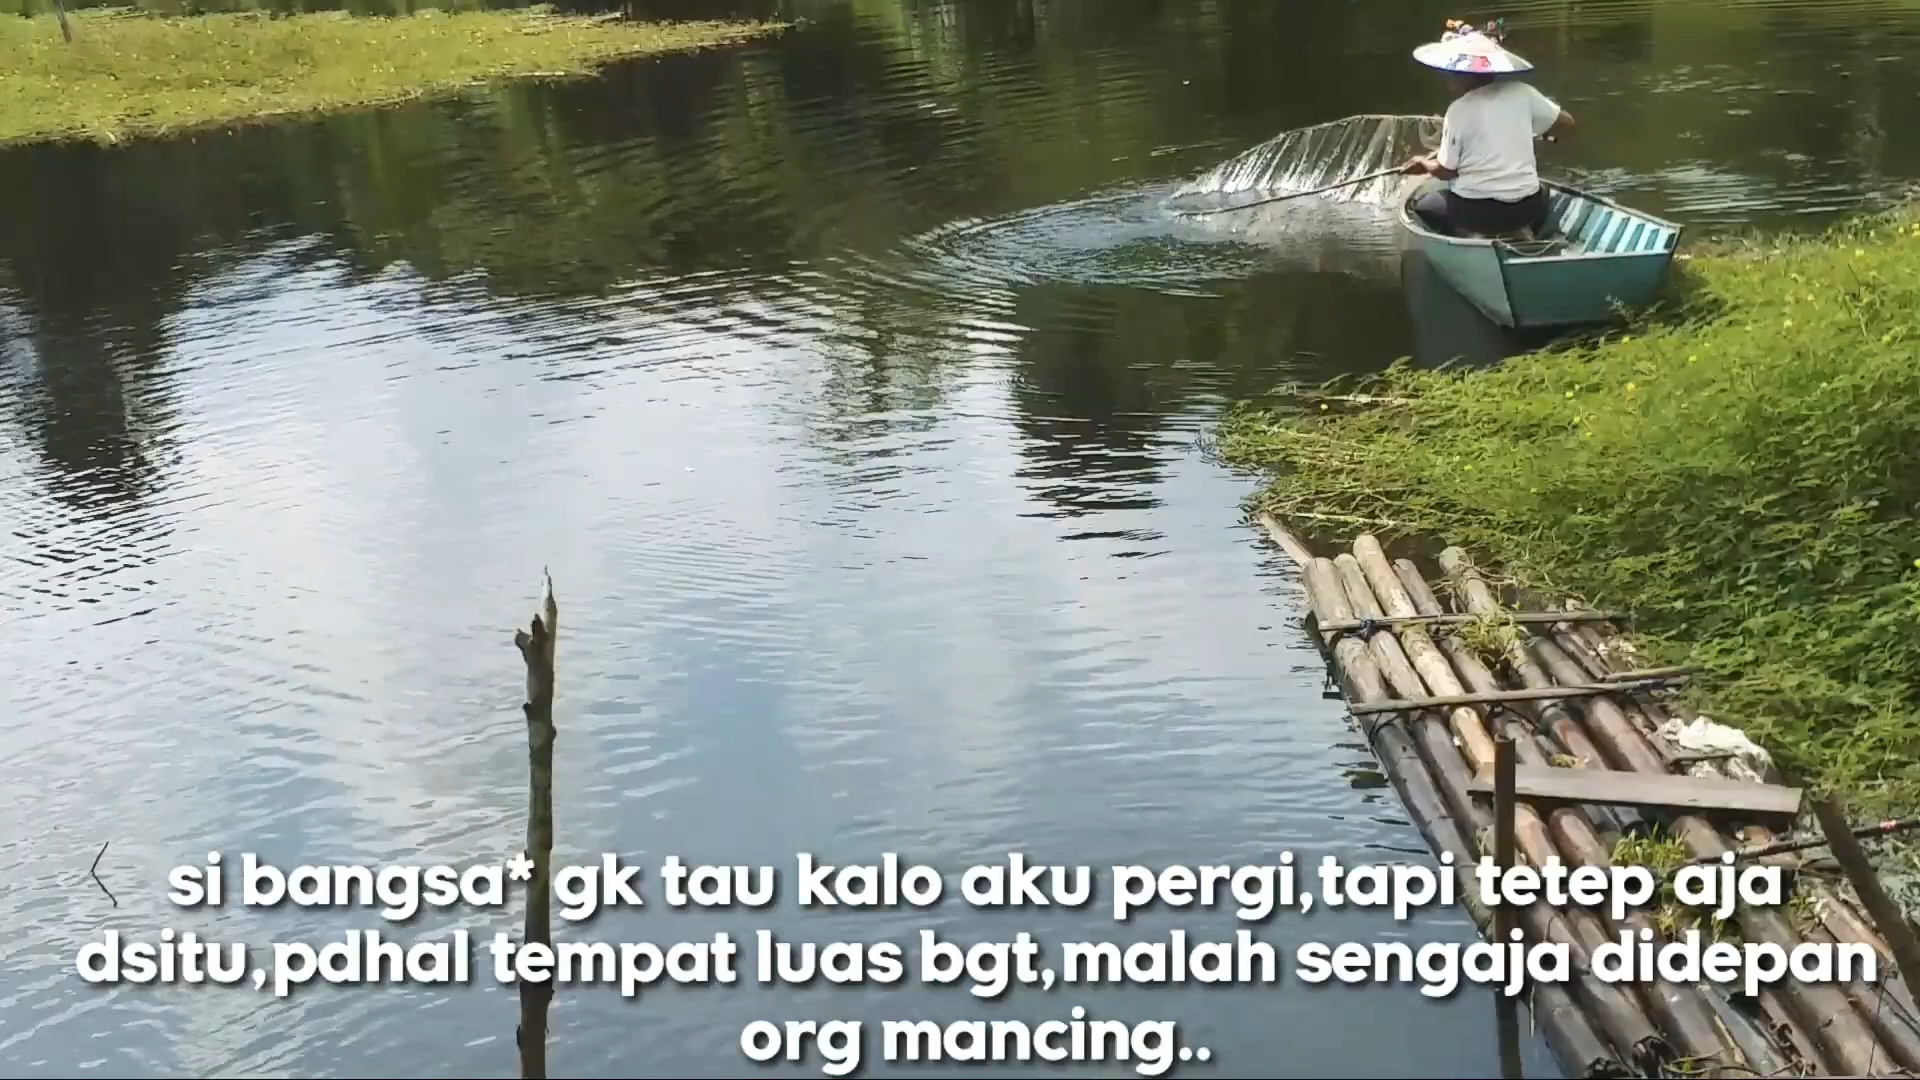 si bangsa* gk tau kalo aku pergi,tapi tetep aja
dsitu,pdhal tempat luas bgt,malah sengaja didepan
org mancing..